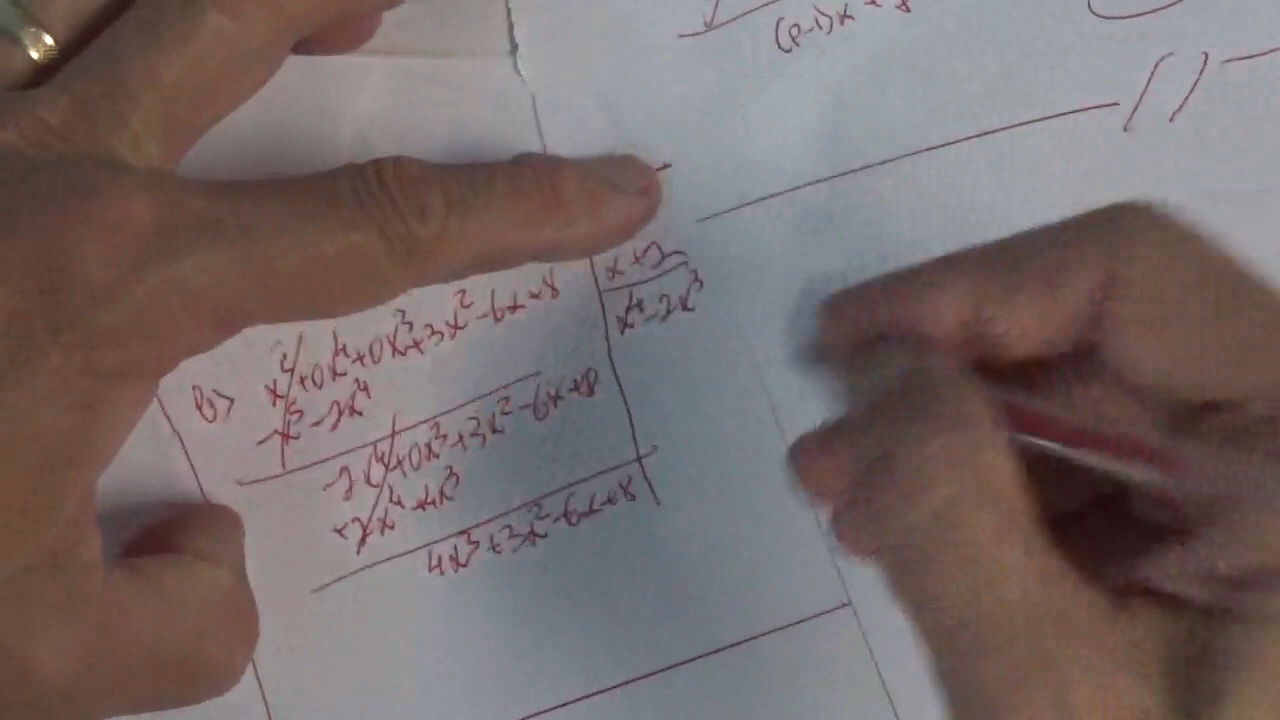 (p-1)x+8
x+2
x⁴-2x³
B> x⁵+0x⁴+0x³+3x²-6x+8
-x⁵-2x⁴
-2x⁴+0x³+3x²-6x+8
+2x⁴+4x³
4x³+3x²-6x+8